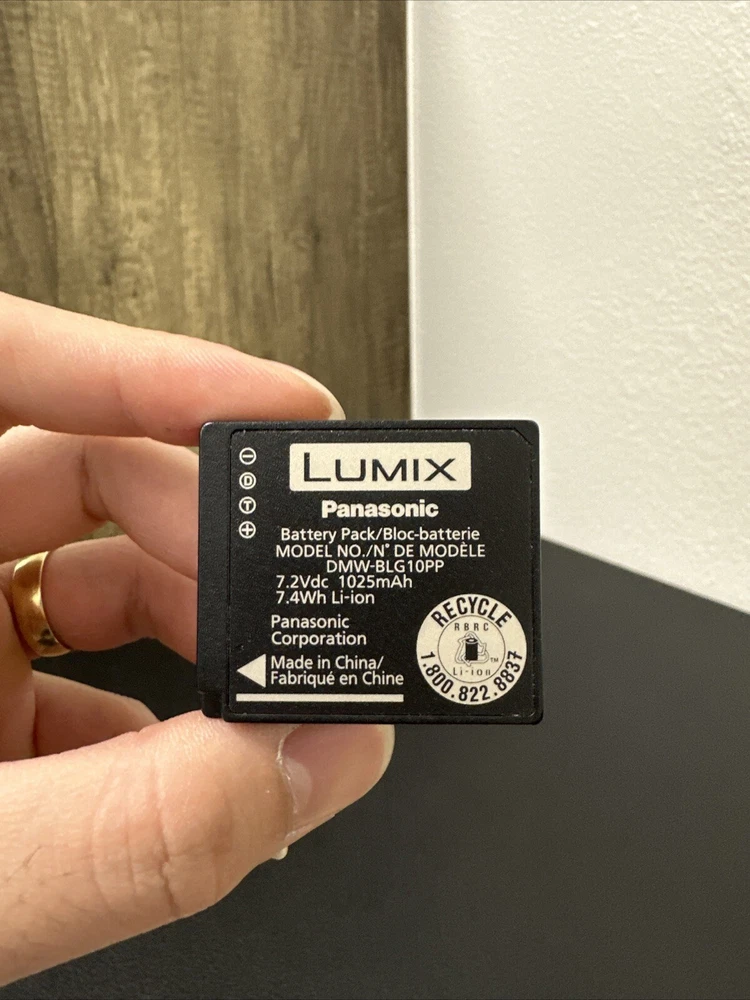 LUMIX
Panasonic
Battery Pack/Bloc-batterie
MODEL NO./N° DE MODÈLE
DMW-BLG10PP
7.2Vdc 1025mAh
7.4Wh Li-ion
Panasonic
Corporation
Made in China/
Fabriqué en Chine
⊖
D
T
⊕
RECYCLE
RBRC
TM
Li-ion
1.800.822.8837